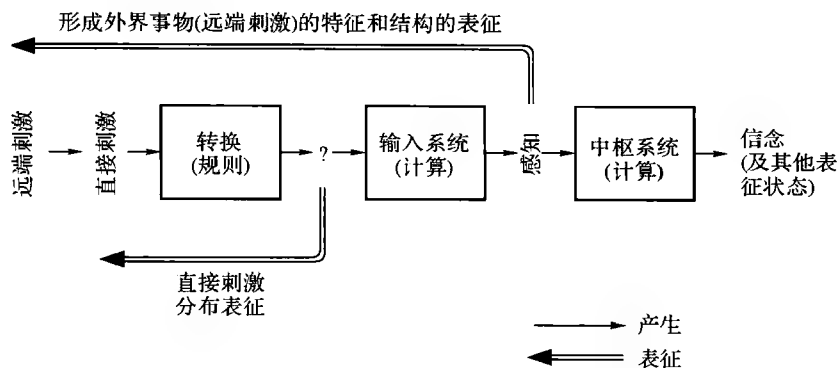 形成外界事物(远端刺激)的特征和结构的表征
远端刺激
直接刺激
转换
(规则)
?
输入系统
(计算)
感知
中枢系统
(计算)
信念
(及其他表
征状态)
直接刺激
分布表征
产生
表征